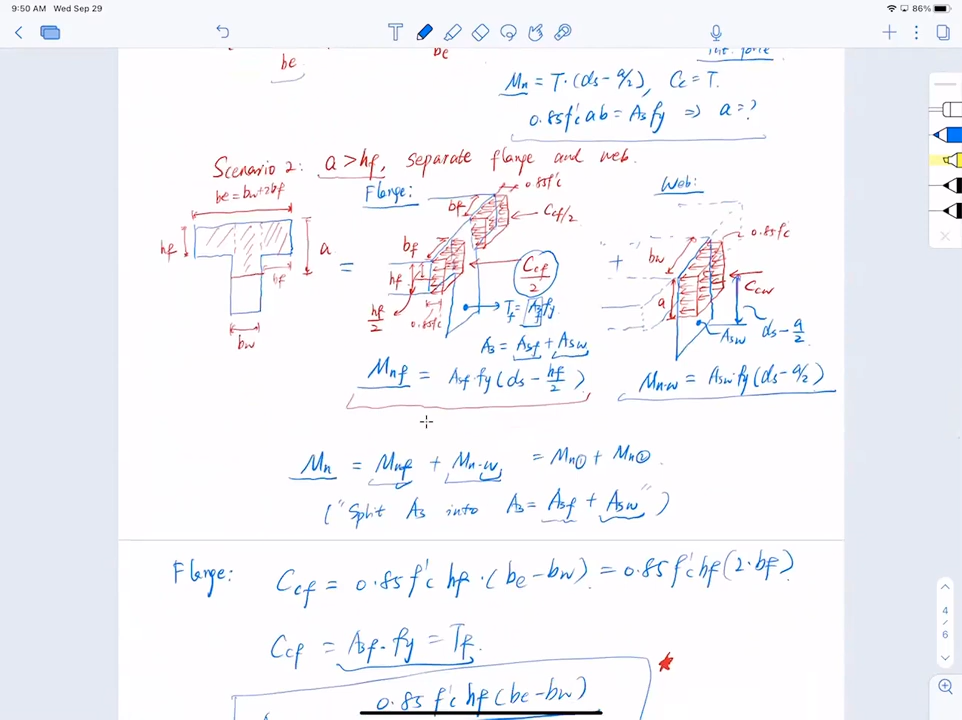 9:50 AM Wed Sep 29
86%
be
be
int. force
Mn = T·(ds - a/2), Cc = T.
0.85f'c ab = As fy ⇒ a = ?
Scenario 2: a > hf, separate flange and web.
be = bw+2bf
Flange:
Web:
0.85f'c
bf
Ccf/2
0.85f'c
bw
bf
hf
a
=
hf
Ccf/2
+
Ccw
bf
hf/2
0.85f'c
Tf = Asf fy
a
Asw
ds - a/2
bw
As = Asf + Asw
Mnf = Asf·fy (ds - hf/2)
Mn·w = Asw·fy (ds - a/2)
Mn = Mnf + Mn·w = Mn① + Mn②.
("Split As into As = Asf + Asw")
Flange: Ccf = 0.85 f'c hf·(be - bw) = 0.85 f'c hf (2·bf)
Ccf = Asf·fy = Tf.
0.85 f'c hf (be - bw)
4
/
6